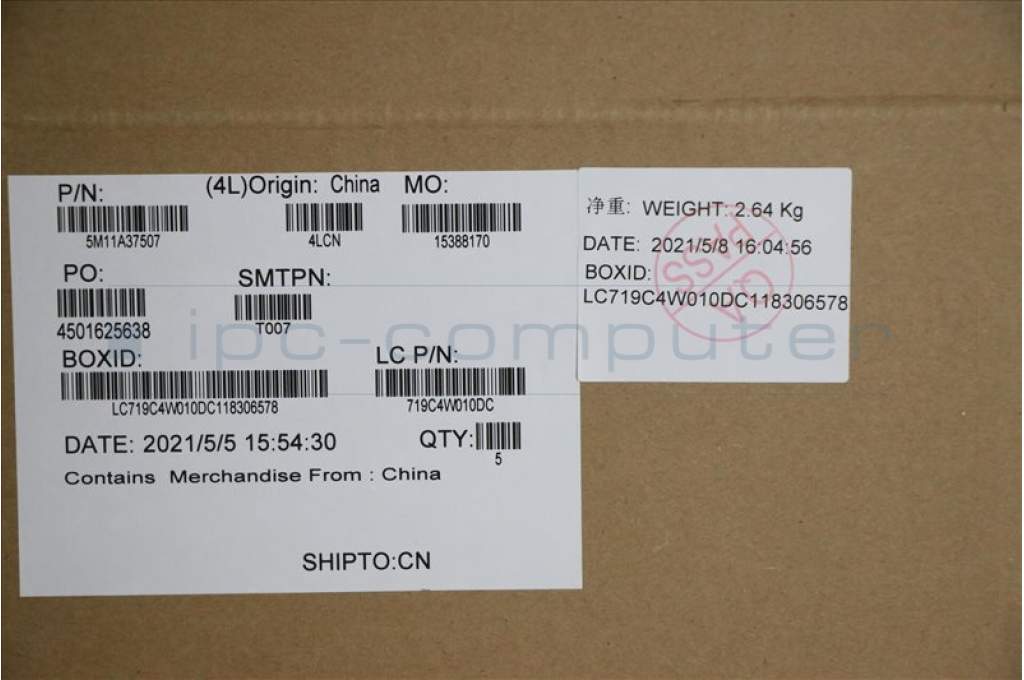 P/N:
5M11A37507
(4L)Origin: China
4LCN
MO:
15388170
PO:
4501625638
SMTPN:
T007
BOXID:
LC719C4W010DC118306578
LC P/N:
719C4W010DC
DATE: 2021/5/5 15:54:30
QTY:
5
Contains Merchandise From : China
SHIPTO:CN
净重: WEIGHT: 2.64 Kg
DATE: 2021/5/8 16:04:56
BOXID:
LC719C4W010DC118306578
QA
PASS
ipc-computer